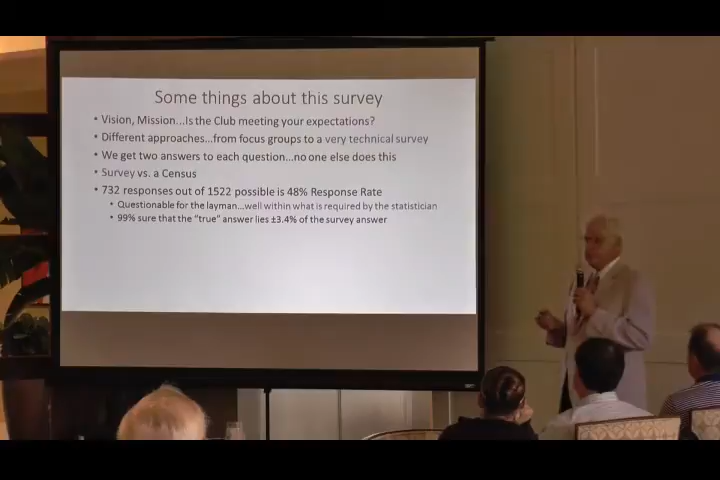 Some things about this survey
• Vision, Mission...Is the Club meeting your expectations?
• Different approaches...from focus groups to a very technical survey
• We get two answers to each question...no one else does this
• Survey vs. a Census
• 732 responses out of 1522 possible is 48% Response Rate
• Questionable for the layman...well within what is required by the statistician
• 99% sure that the "true" answer lies ±3.4% of the survey answer